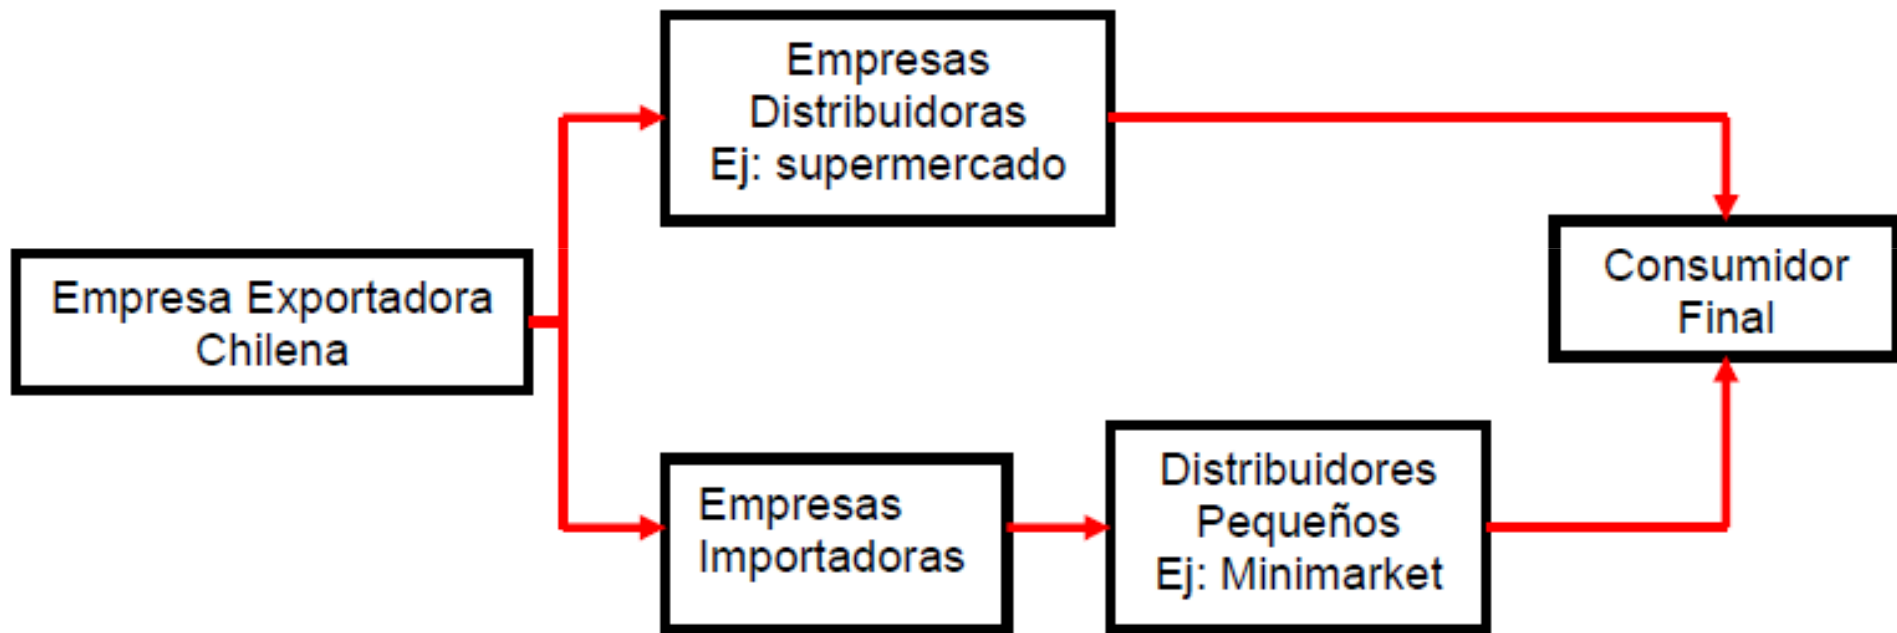 Empresas
Distribuidoras
Ej: supermercado
Empresa Exportadora
Chilena
Consumidor
Final
Empresas
Importadoras
Distribuidores
Pequeños
Ej: Minimarket